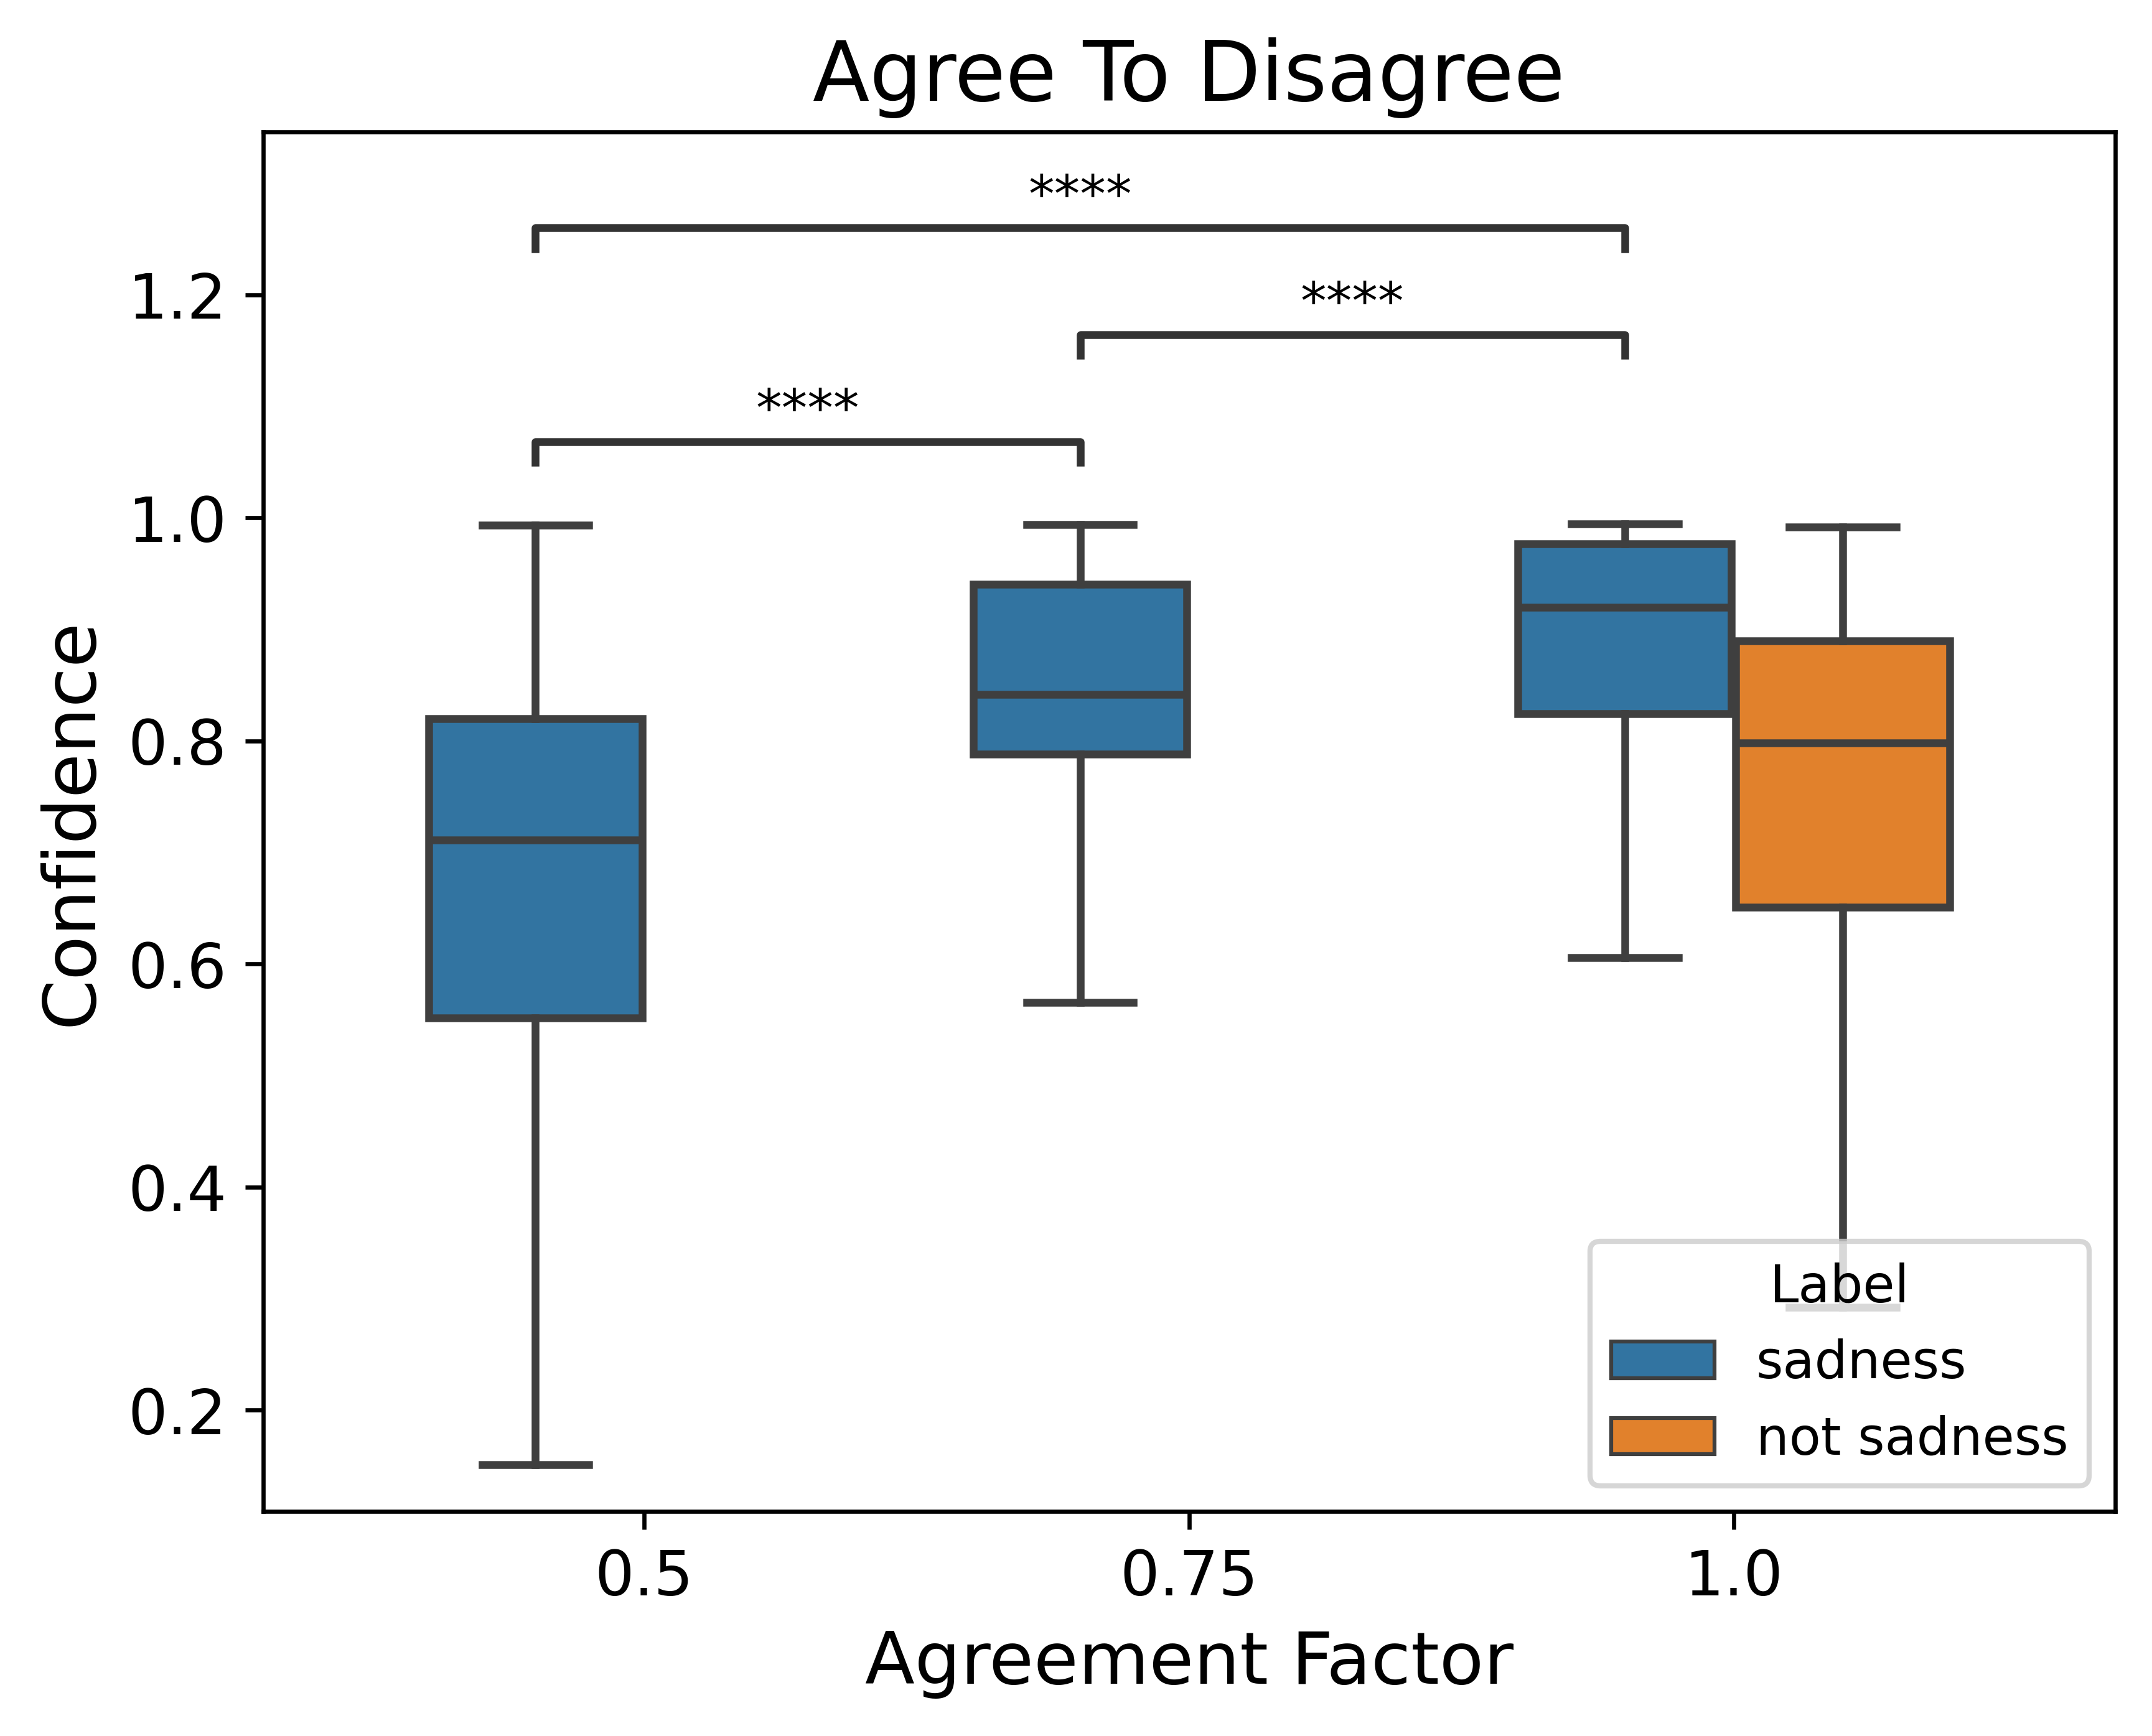 Agree To Disagree
****
****
****
1.2
1.0
0.8
0.6
0.4
0.2
Confidence
Label
sadness
not sadness
0.5 0.75 1.0
Agreement Factor